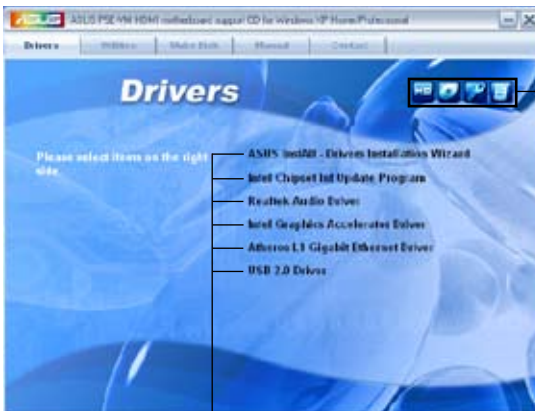 ASUS P5E-VM HDMI motherboard support CD for Windows XP Home/Professional
Drivers Utilities Make Disk Manual Contact
Drivers
Please select items on the right side
ASUS InstAll - Drivers Installation Wizard
Intel Chipset Inf Update Program
Realtek Audio Driver
Intel Graphics Accelerator Driver
Atheros L1 Gigabit Ethernet Driver
USB 2.0 Driver